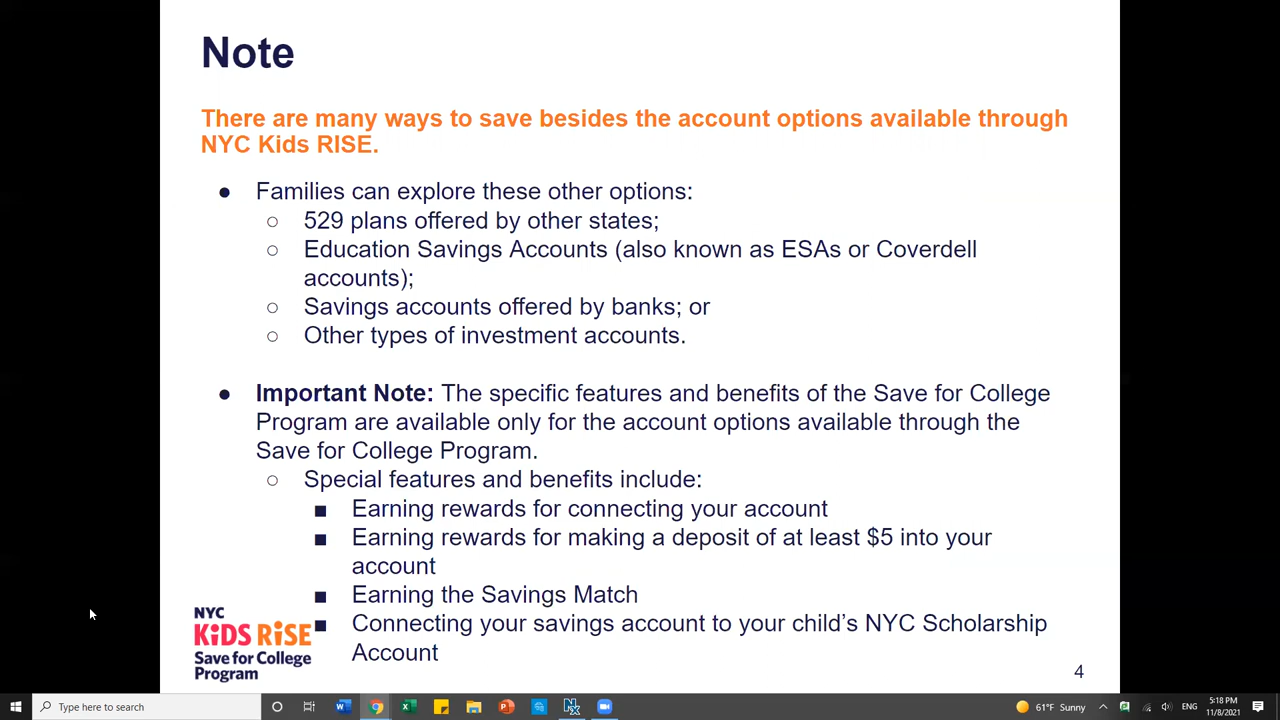 Note
There are many ways to save besides the account options available through
NYC Kids RISE.
● Families can explore these other options:
○ 529 plans offered by other states;
○ Education Savings Accounts (also known as ESAs or Coverdell
accounts);
○ Savings accounts offered by banks; or
○ Other types of investment accounts.
● Important Note: The specific features and benefits of the Save for College
Program are available only for the account options available through the
Save for College Program.
○ Special features and benefits include:
■ Earning rewards for connecting your account
■ Earning rewards for making a deposit of at least $5 into your
account
■ Earning the Savings Match
■ Connecting your savings account to your child's NYC Scholarship
Account
NYC
KiDS RiSE
Save for College
Program
4
Type here to search
61°F Sunny
ENG
5:18 PM
11/8/2021